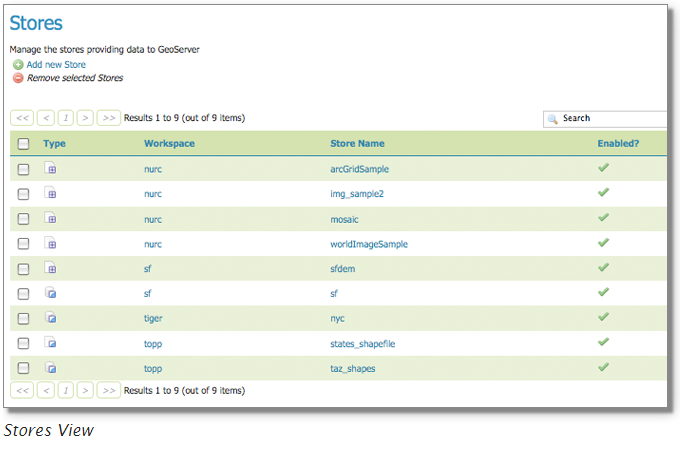 Stores
Manage the stores providing data to GeoServer
Add new Store
Remove selected Stores
<< < 1 > >> Results 1 to 9 (out of 9 items) Search
Type Workspace Store Name Enabled?
nurc arcGridSample
nurc img_sample2
nurc mosaic
nurc worldImageSample
sf sfdem
sf sf
tiger nyc
topp states_shapefile
topp taz_shapes
<< < 1 > >> Results 1 to 9 (out of 9 items)
Stores View